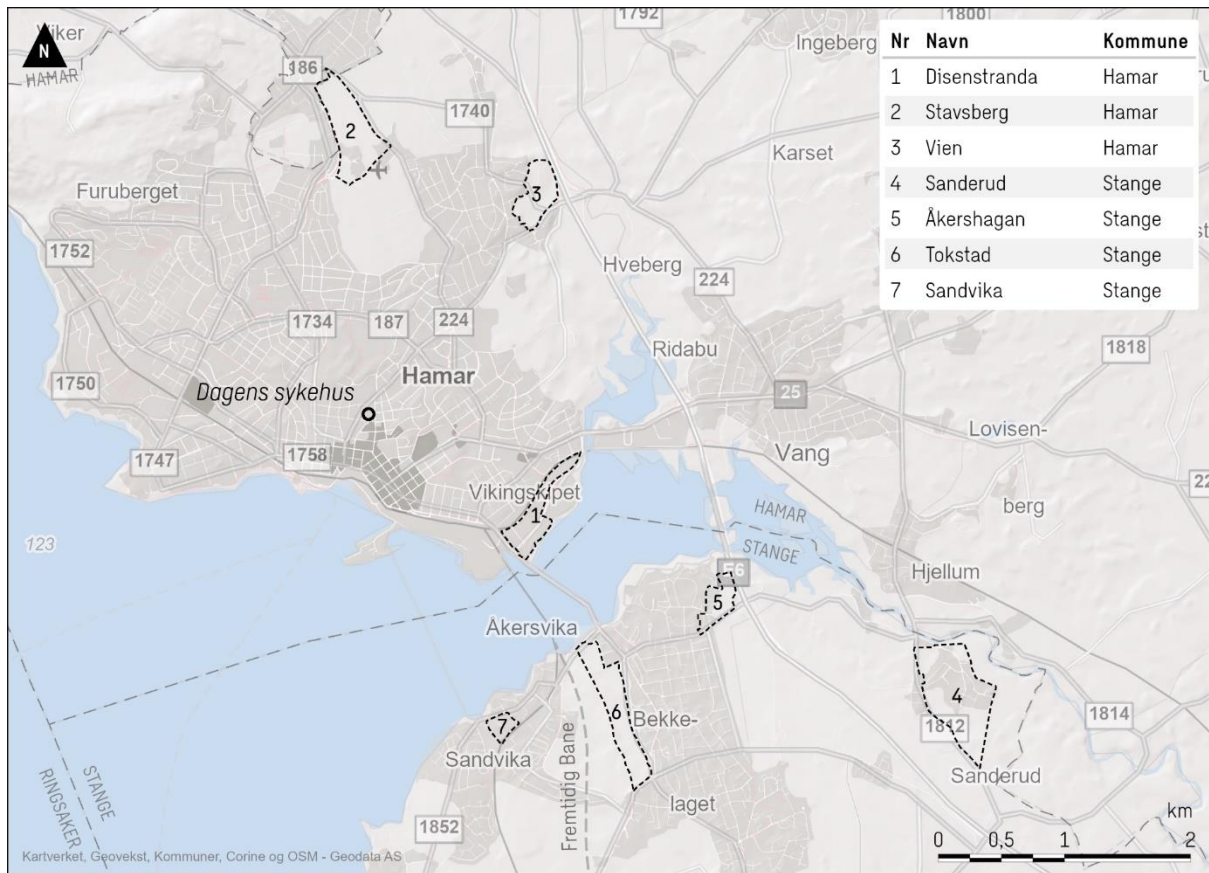 1792
1800
Viker
N
HAMAR
186
Ingeberg
Nr Navn Kommune
1 Disenstranda Hamar
2 Stavsberg Hamar
3 Vien Hamar
4 Sanderud Stange
5 Åkershagan Stange
6 Tokstad Stange
7 Sandvika Stange
1740
2
Karset
Furuberget
3
1752
Hveberg
224
1734
187
224
Ridabu
1818
1750
Hamar
25
Dagens sykehus
Lovisen-
berg
1758
Vang
1747
Vikingskipet
1
HAMAR
STANGE
123
E6
Hjellum
5
Åkersvika
4
6
Bekke-
laget
1812
1814
7
Sandvika
Sanderud
STANGE
RINGSAKER
Fremtidig Bane
1852
km
0 0,5 1 2
Kartverket, Geovekst, Kommuner, Corine og OSM - Geodata AS